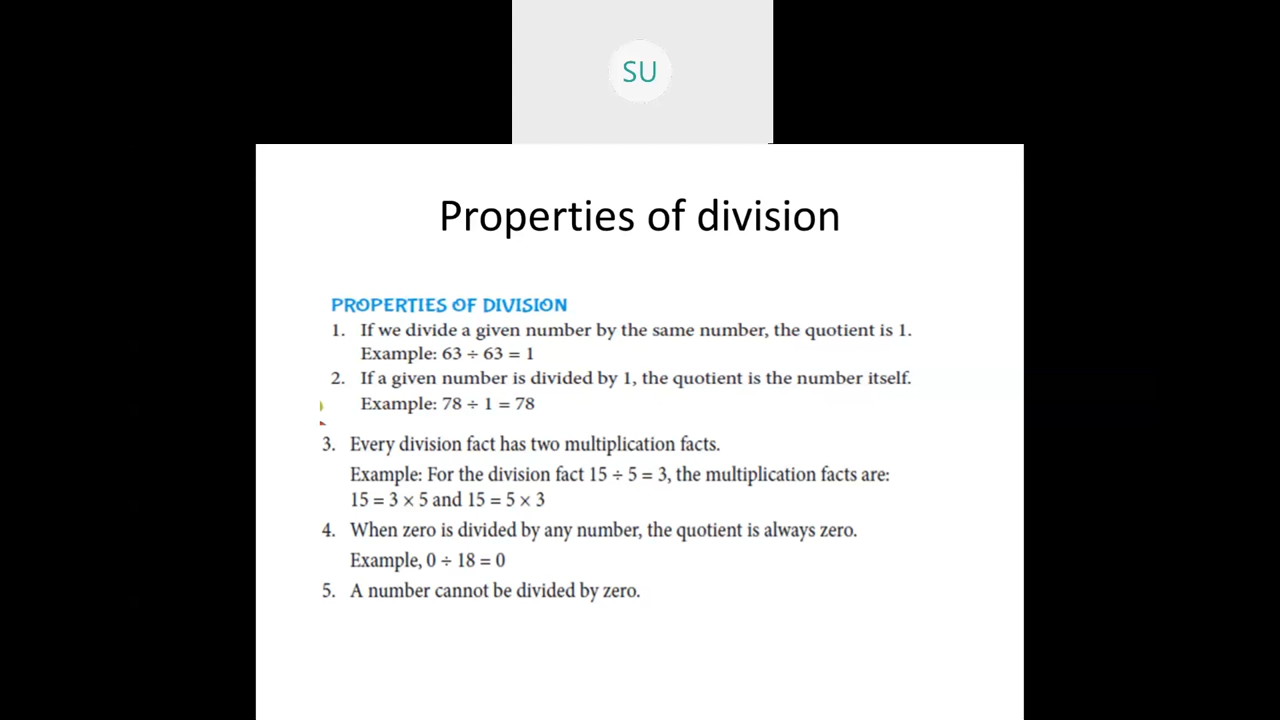 SU
Properties of division
PROPERTIES OF DIVISION
1. If we divide a given number by the same number, the quotient is 1.
Example: 63 ÷ 63 = 1
2. If a given number is divided by 1, the quotient is the number itself.
Example: 78 ÷ 1 = 78
3. Every division fact has two multiplication facts.
Example: For the division fact 15 ÷ 5 = 3, the multiplication facts are:
15 = 3 × 5 and 15 = 5 × 3
4. When zero is divided by any number, the quotient is always zero.
Example, 0 ÷ 18 = 0
5. A number cannot be divided by zero.